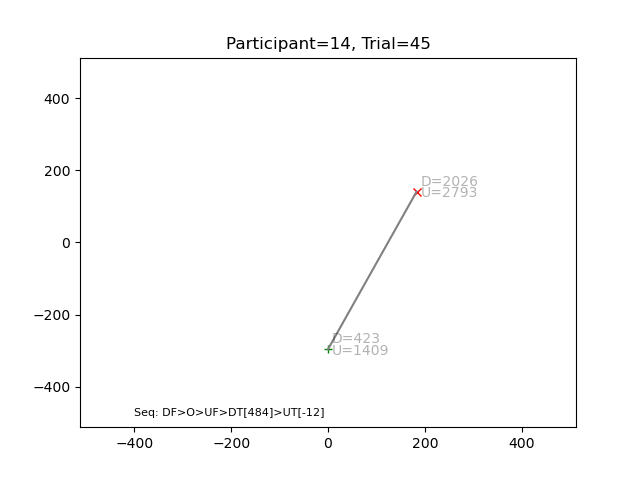 Participant=14, Trial=45
400
200
0
−200
−400
D=2026
U=2793
D=423
U=1409
Seq: DF>O>UF>DT[484]>UT[-12]
−400
−200
0
200
400